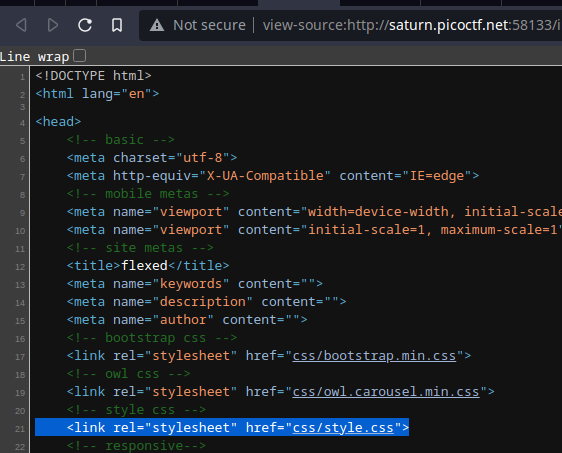 Not secure | view-source:http://saturn.picoctf.net:58133/i
Line wrap
1 <!DOCTYPE html>
2 <html lang="en">
3
4 <head>
5 <!-- basic -->
6 <meta charset="utf-8">
7 <meta http-equiv="X-UA-Compatible" content="IE=edge">
8 <!-- mobile metas -->
9 <meta name="viewport" content="width=device-width, initial-scale
10 <meta name="viewport" content="initial-scale=1, maximum-scale=1"
11 <!-- site metas -->
12 <title>flexed</title>
13 <meta name="keywords" content="">
14 <meta name="description" content="">
15 <meta name="author" content="">
16 <!-- bootstrap css -->
17 <link rel="stylesheet" href="css/bootstrap.min.css">
18 <!-- owl css -->
19 <link rel="stylesheet" href="css/owl.carousel.min.css">
20 <!-- style css -->
21 <link rel="stylesheet" href="css/style.css">
22 <!-- responsive-->